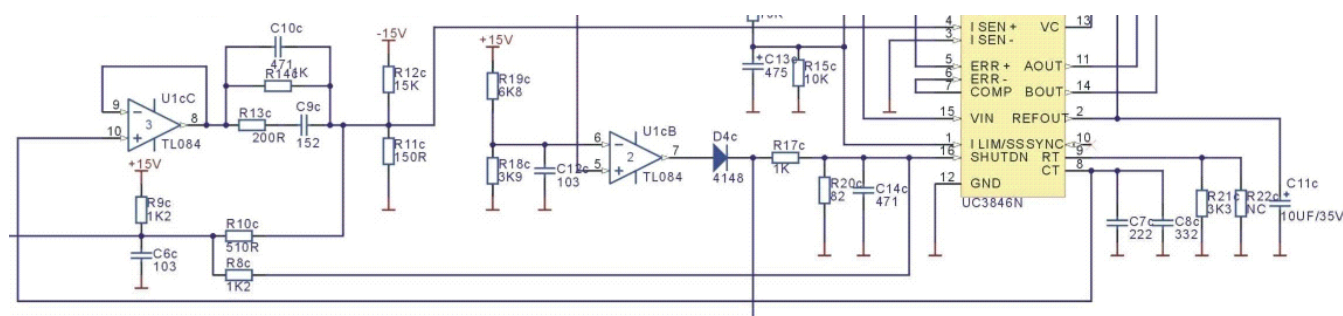 C10c
471
R14c
1K
9
10
U1cC
3
8
TL084
R13c
200R
C9c
152
+15V
R9c
1K2
C6c
103
R10c
510R
R8c
1K2
-15V
R12c
15K
R11c
150R
+15V
R19c
6K8
R18c
3K9
C12c
103
6
5
U1cB
2
7
TL084
D4c
4148
R17c
1K
R20c
82
C14c
471
C13c
475
R15c
10K
4 I SEN+ VC 13
3 I SEN-
5 ERR+ AOUT 11
6 ERR-
7 COMP BOUT 14
15 VIN REFOUT 2
1 I LIM/SS SYNC 10
16 SHUTDN RT 9
CT 8
12 GND
UC3846N
C7c
222
C8c
332
R21c
3K3
R22c
NC
C11c
10UF/35V